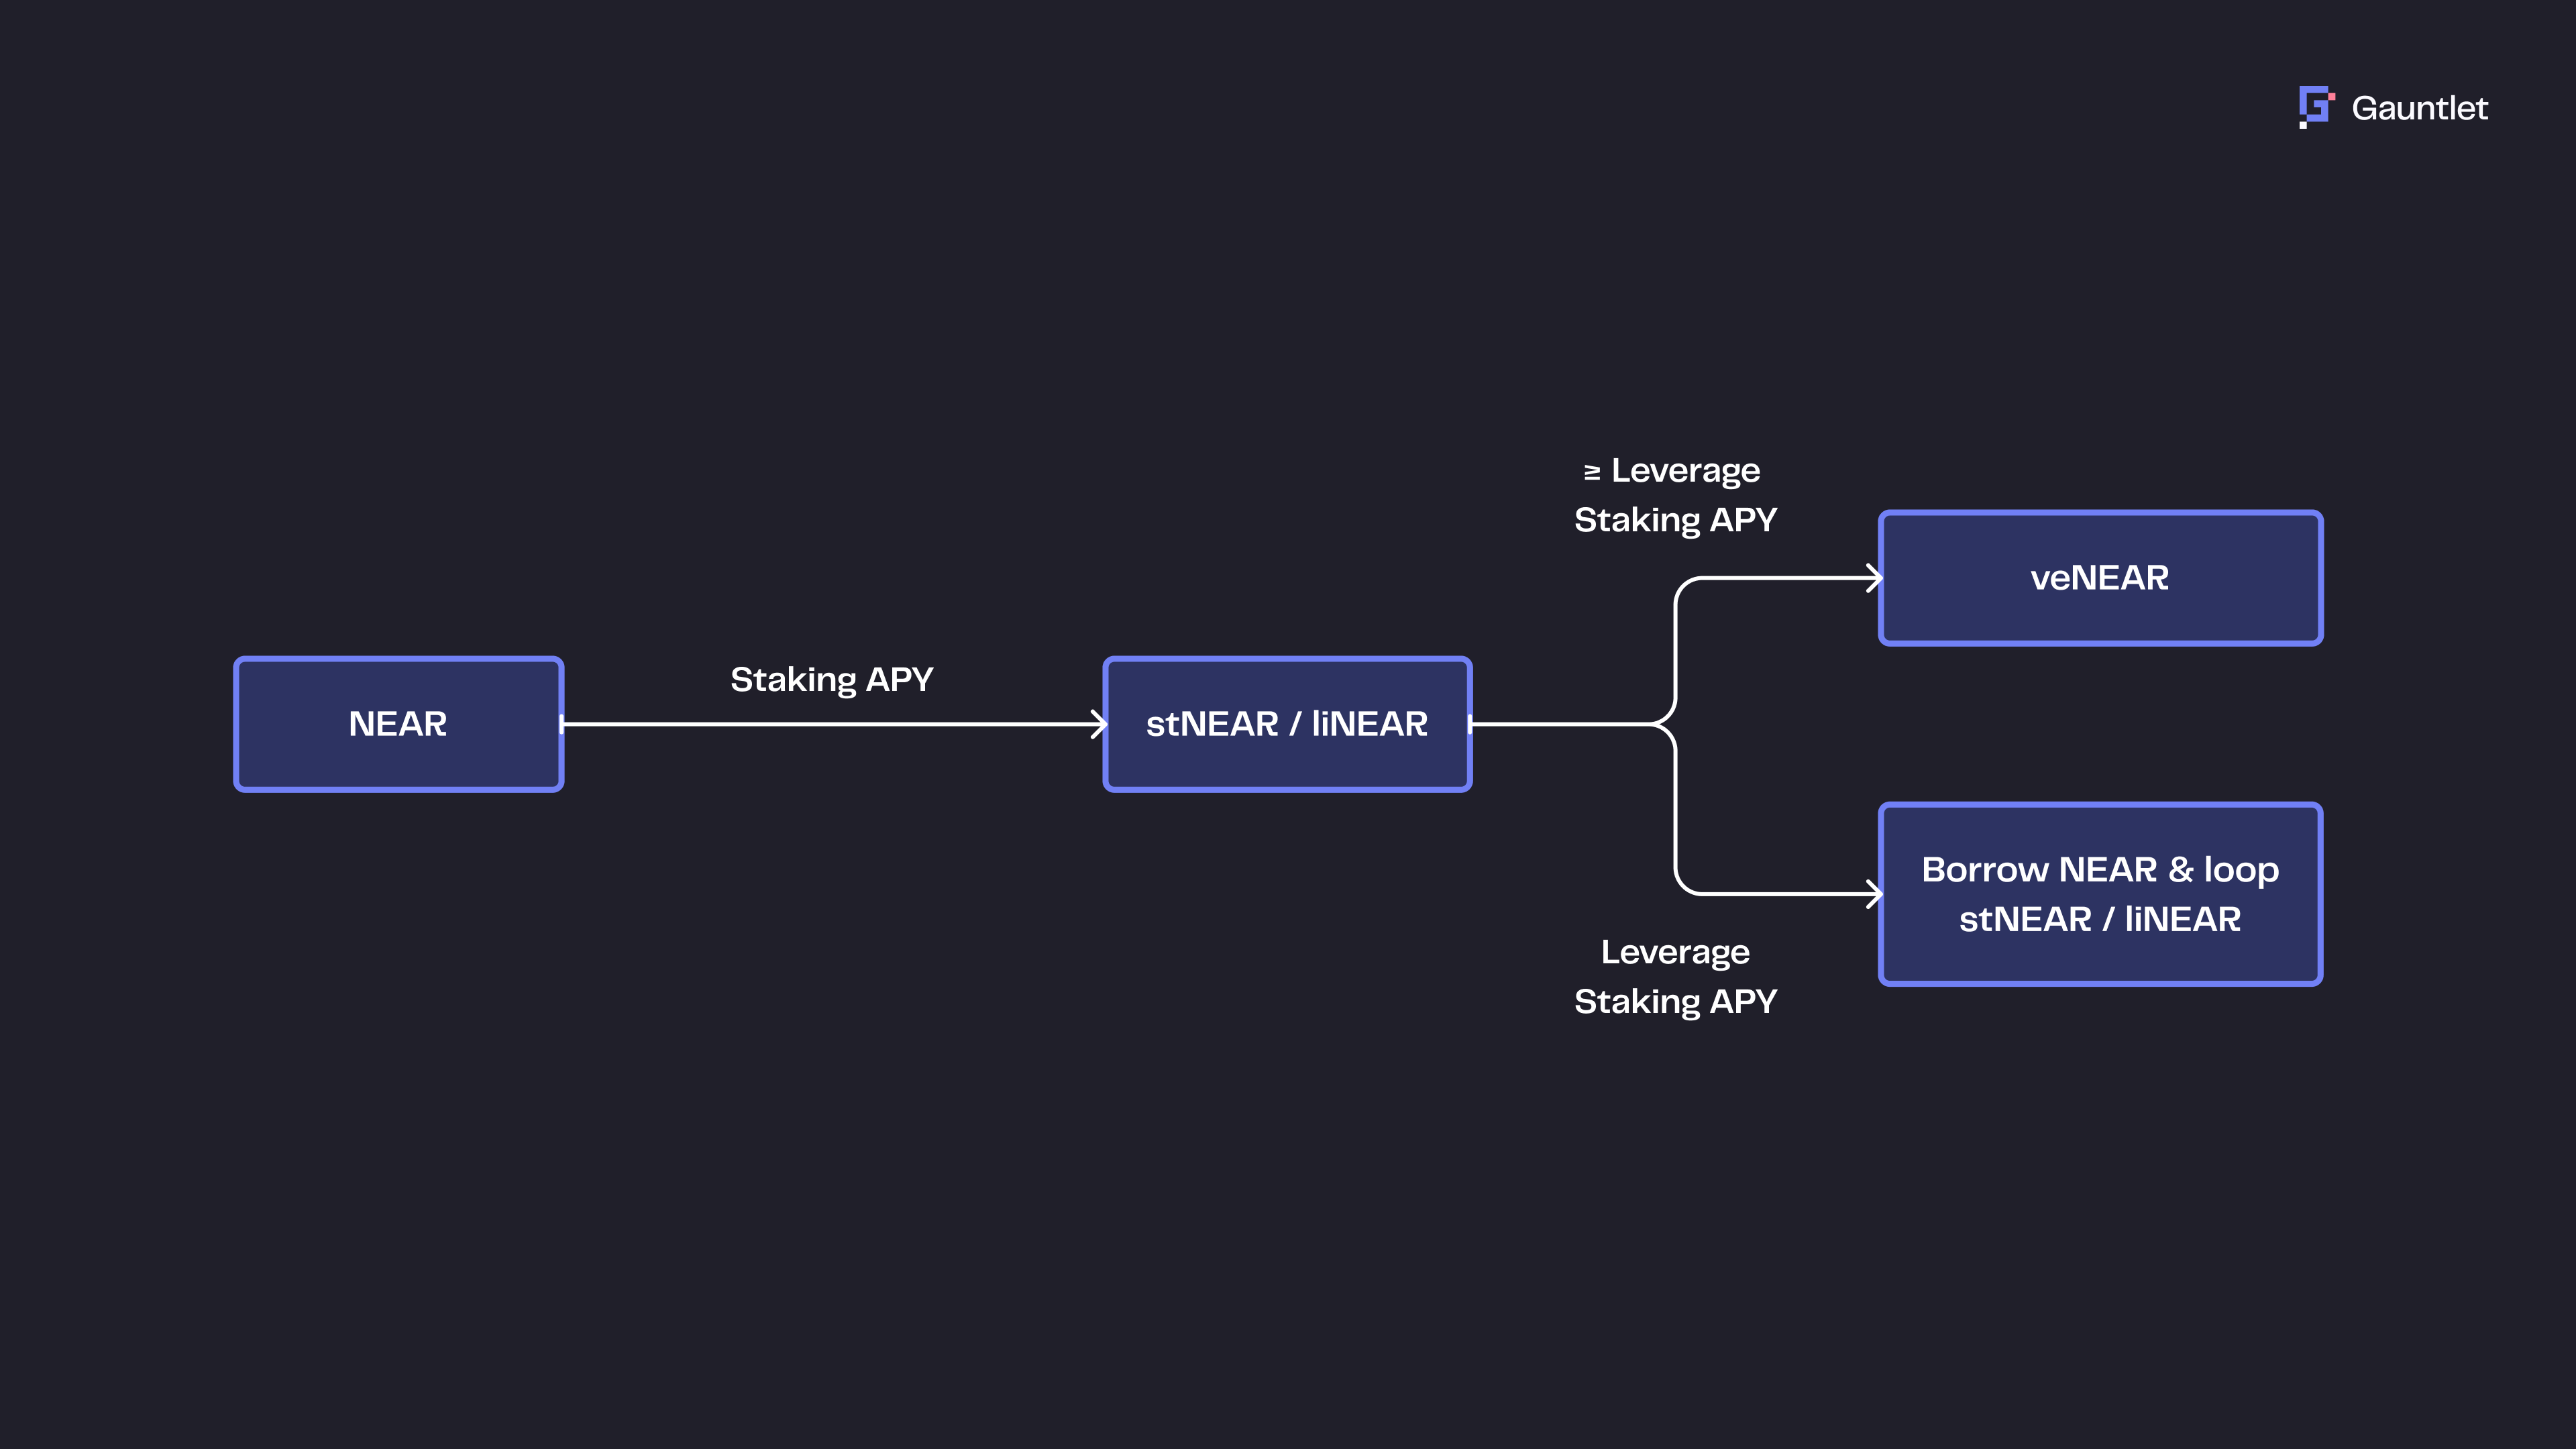 Gauntlet
NEAR
Staking APY
stNEAR / liNEAR
≥ Leverage
Staking APY
veNEAR
Leverage
Staking APY
Borrow NEAR & loop
stNEAR / liNEAR